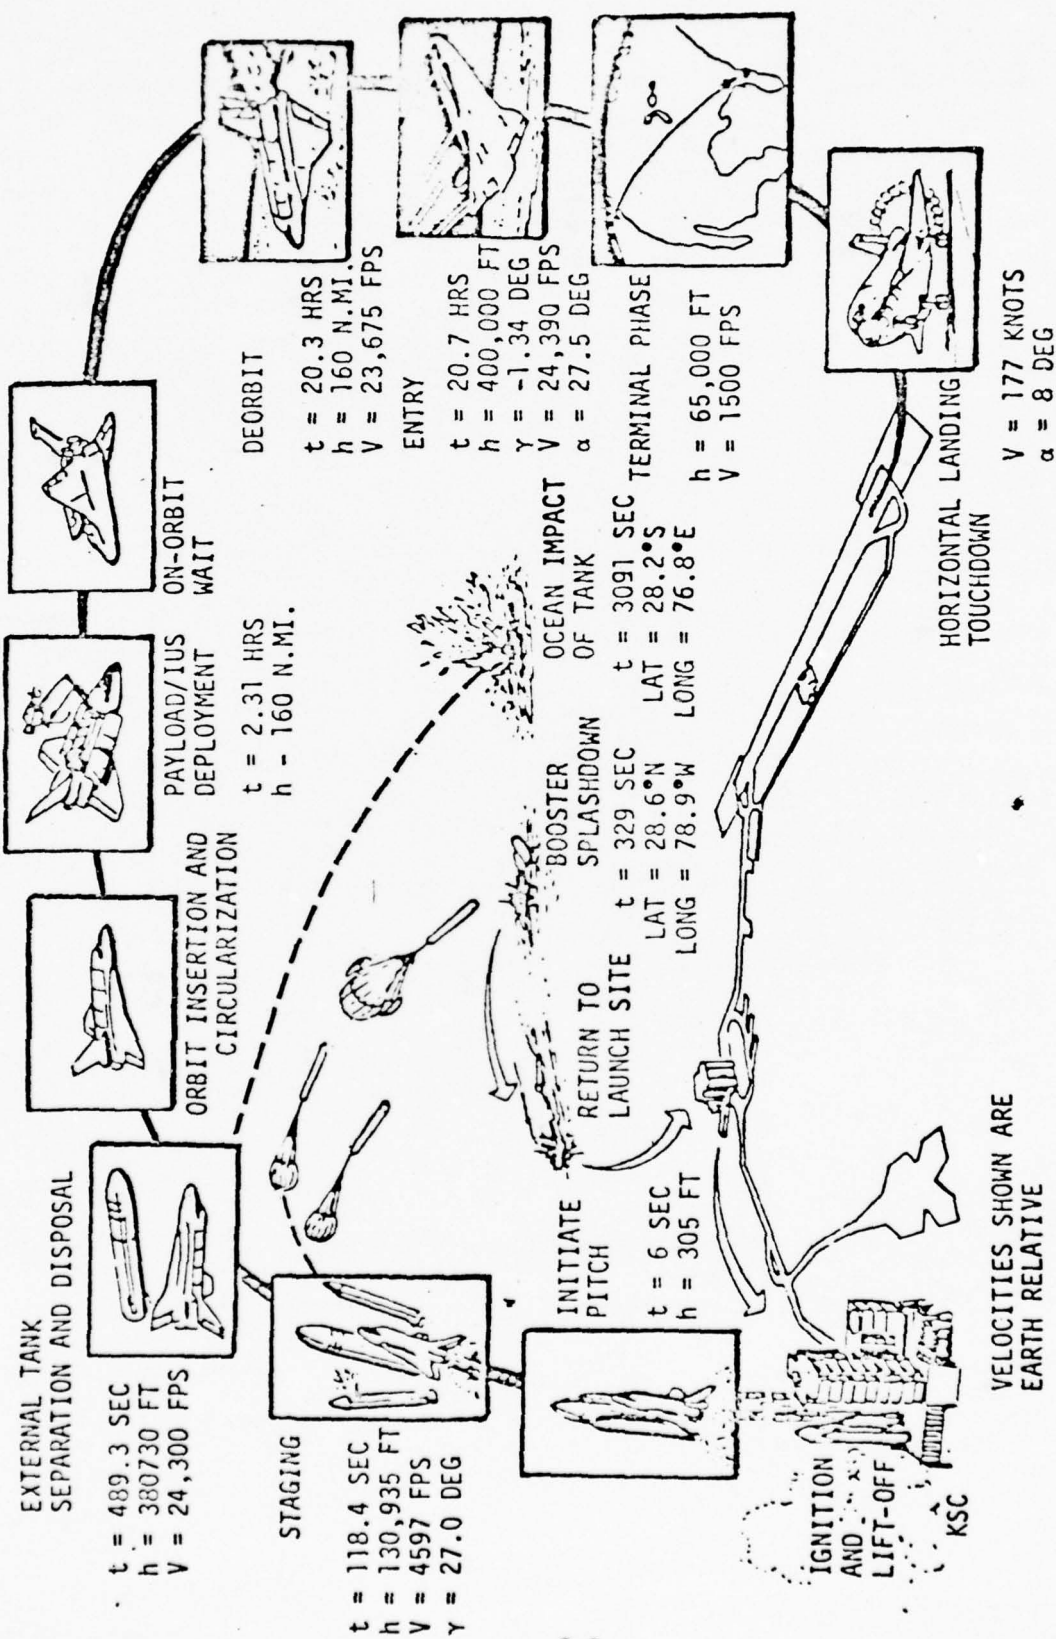 EXTERNAL TANK
SEPARATION AND DISPOSAL
t = 489.3 SEC
h = 380730 FT
V = 24,300 FPS
STAGING
t = 118.4 SEC
h = 130,935 FT
V = 4597 FPS
γ = 27.0 DEG
INITIATE
PITCH
t = 6 SEC
h = 305 FT
IGNITION
AND
LIFT-OFF
KSC
ORBIT INSERTION AND
CIRCULARIZATION
PAYLOAD/IUS
DEPLOYMENT
t = 2.31 HRS
h - 160 N.MI.
ON-ORBIT
WAIT
DEORBIT
t = 20.3 HRS
h = 160 N.MI.
V = 23,675 FPS
ENTRY
t = 20.7 HRS
h = 400,000 FT
γ = -1.34 DEG
V = 24,390 FPS
α = 27.5 DEG
TERMINAL PHASE
h = 65,000 FT
V = 1500 FPS
HORIZONTAL LANDING
TOUCHDOWN
V = 177 KNOTS
α = 8 DEG
OCEAN IMPACT
OF TANK
t = 3091 SEC
LAT = 28.2°S
LONG = 76.8°E
BOOSTER
SPLASHDOWN
t = 329 SEC
LAT = 28.6°N
LONG = 78.9°W
RETURN TO
LAUNCH SITE
VELOCITIES SHOWN ARE
EARTH RELATIVE